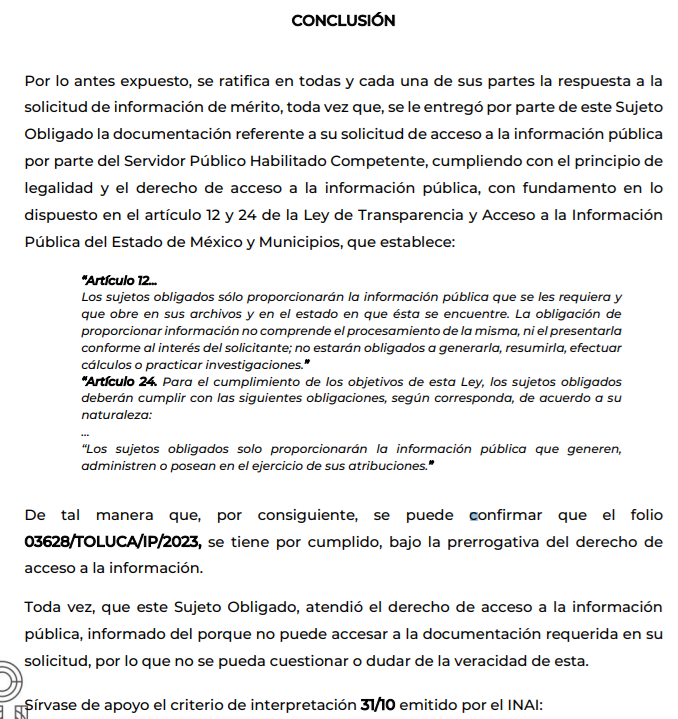 CONCLUSIÓN
Por lo antes expuesto, se ratifica en todas y cada una de sus partes la respuesta a la
solicitud de información de mérito, toda vez que, se le entregó por parte de este Sujeto
Obligado la documentación referente a su solicitud de acceso a la información pública
por parte del Servidor Público Habilitado Competente, cumpliendo con el principio de
legalidad y el derecho de acceso a la información pública, con fundamento en lo
dispuesto en el artículo 12 y 24 de la Ley de Transparencia y Acceso a la Información
Pública del Estado de México y Municipios, que establece:
“Artículo 12...
Los sujetos obligados sólo proporcionarán la información pública que se les requiera y
que obre en sus archivos y en el estado en que ésta se encuentre. La obligación de
proporcionar información no comprende el procesamiento de la misma, ni el presentarla
conforme al interés del solicitante; no estarán obligados a generarla, resumirla, efectuar
cálculos o practicar investigaciones.”
“Artículo 24. Para el cumplimiento de los objetivos de esta Ley, los sujetos obligados
deberán cumplir con las siguientes obligaciones, según corresponda, de acuerdo a su
naturaleza:
...
“Los sujetos obligados solo proporcionarán la información pública que generen,
administren o posean en el ejercicio de sus atribuciones.”
De tal manera que, por consiguiente, se puede confirmar que el folio
03628/TOLUCA/IP/2023, se tiene por cumplido, bajo la prerrogativa del derecho de
acceso a la información.
Toda vez, que este Sujeto Obligado, atendió el derecho de acceso a la información
pública, informado del porque no puede accesar a la documentación requerida en su
solicitud, por lo que no se pueda cuestionar o dudar de la veracidad de esta.
Sírvase de apoyo el criterio de interpretación 31/10 emitido por el INAI: